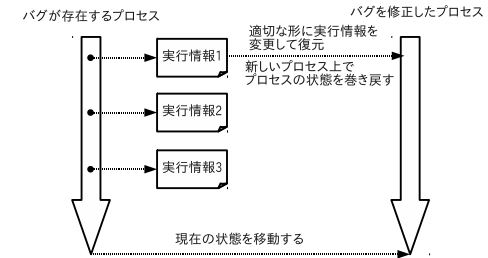 バグが存在するプロセス
バグを修正したプロセス
適切な形に実行情報を
変更して復元
実行情報1
新しいプロセス上で
プロセスの状態を巻き戻す
実行情報2
実行情報3
現在の状態を移動する